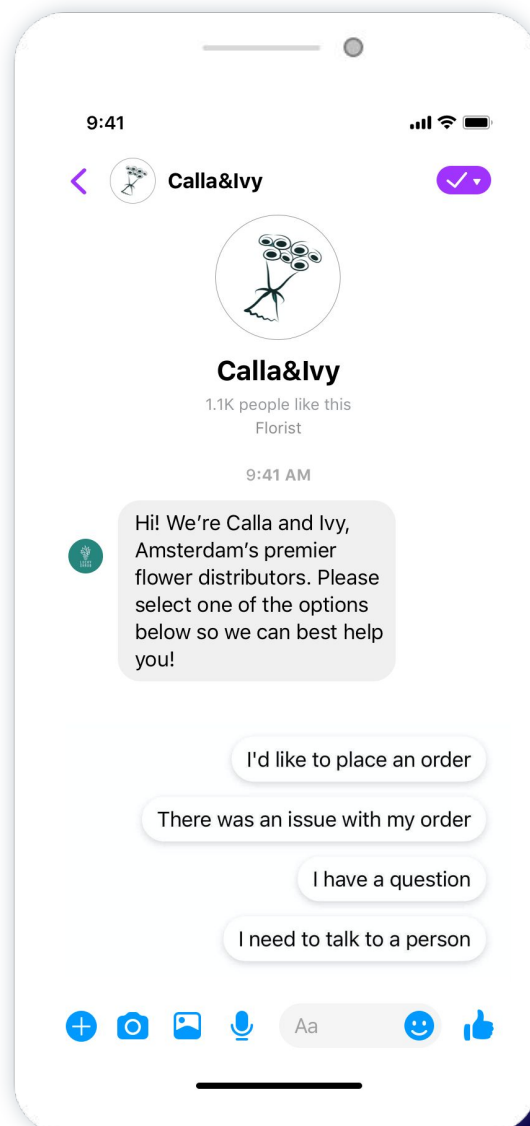 9:41
Calla&Ivy
Calla&Ivy
1.1K people like this
Florist
9:41 AM
Hi! We’re Calla and Ivy,
Amsterdam’s premier
flower distributors. Please
select one of the options
below so we can best help
you!
I'd like to place an order
There was an issue with my order
I have a question
I need to talk to a person
Aa